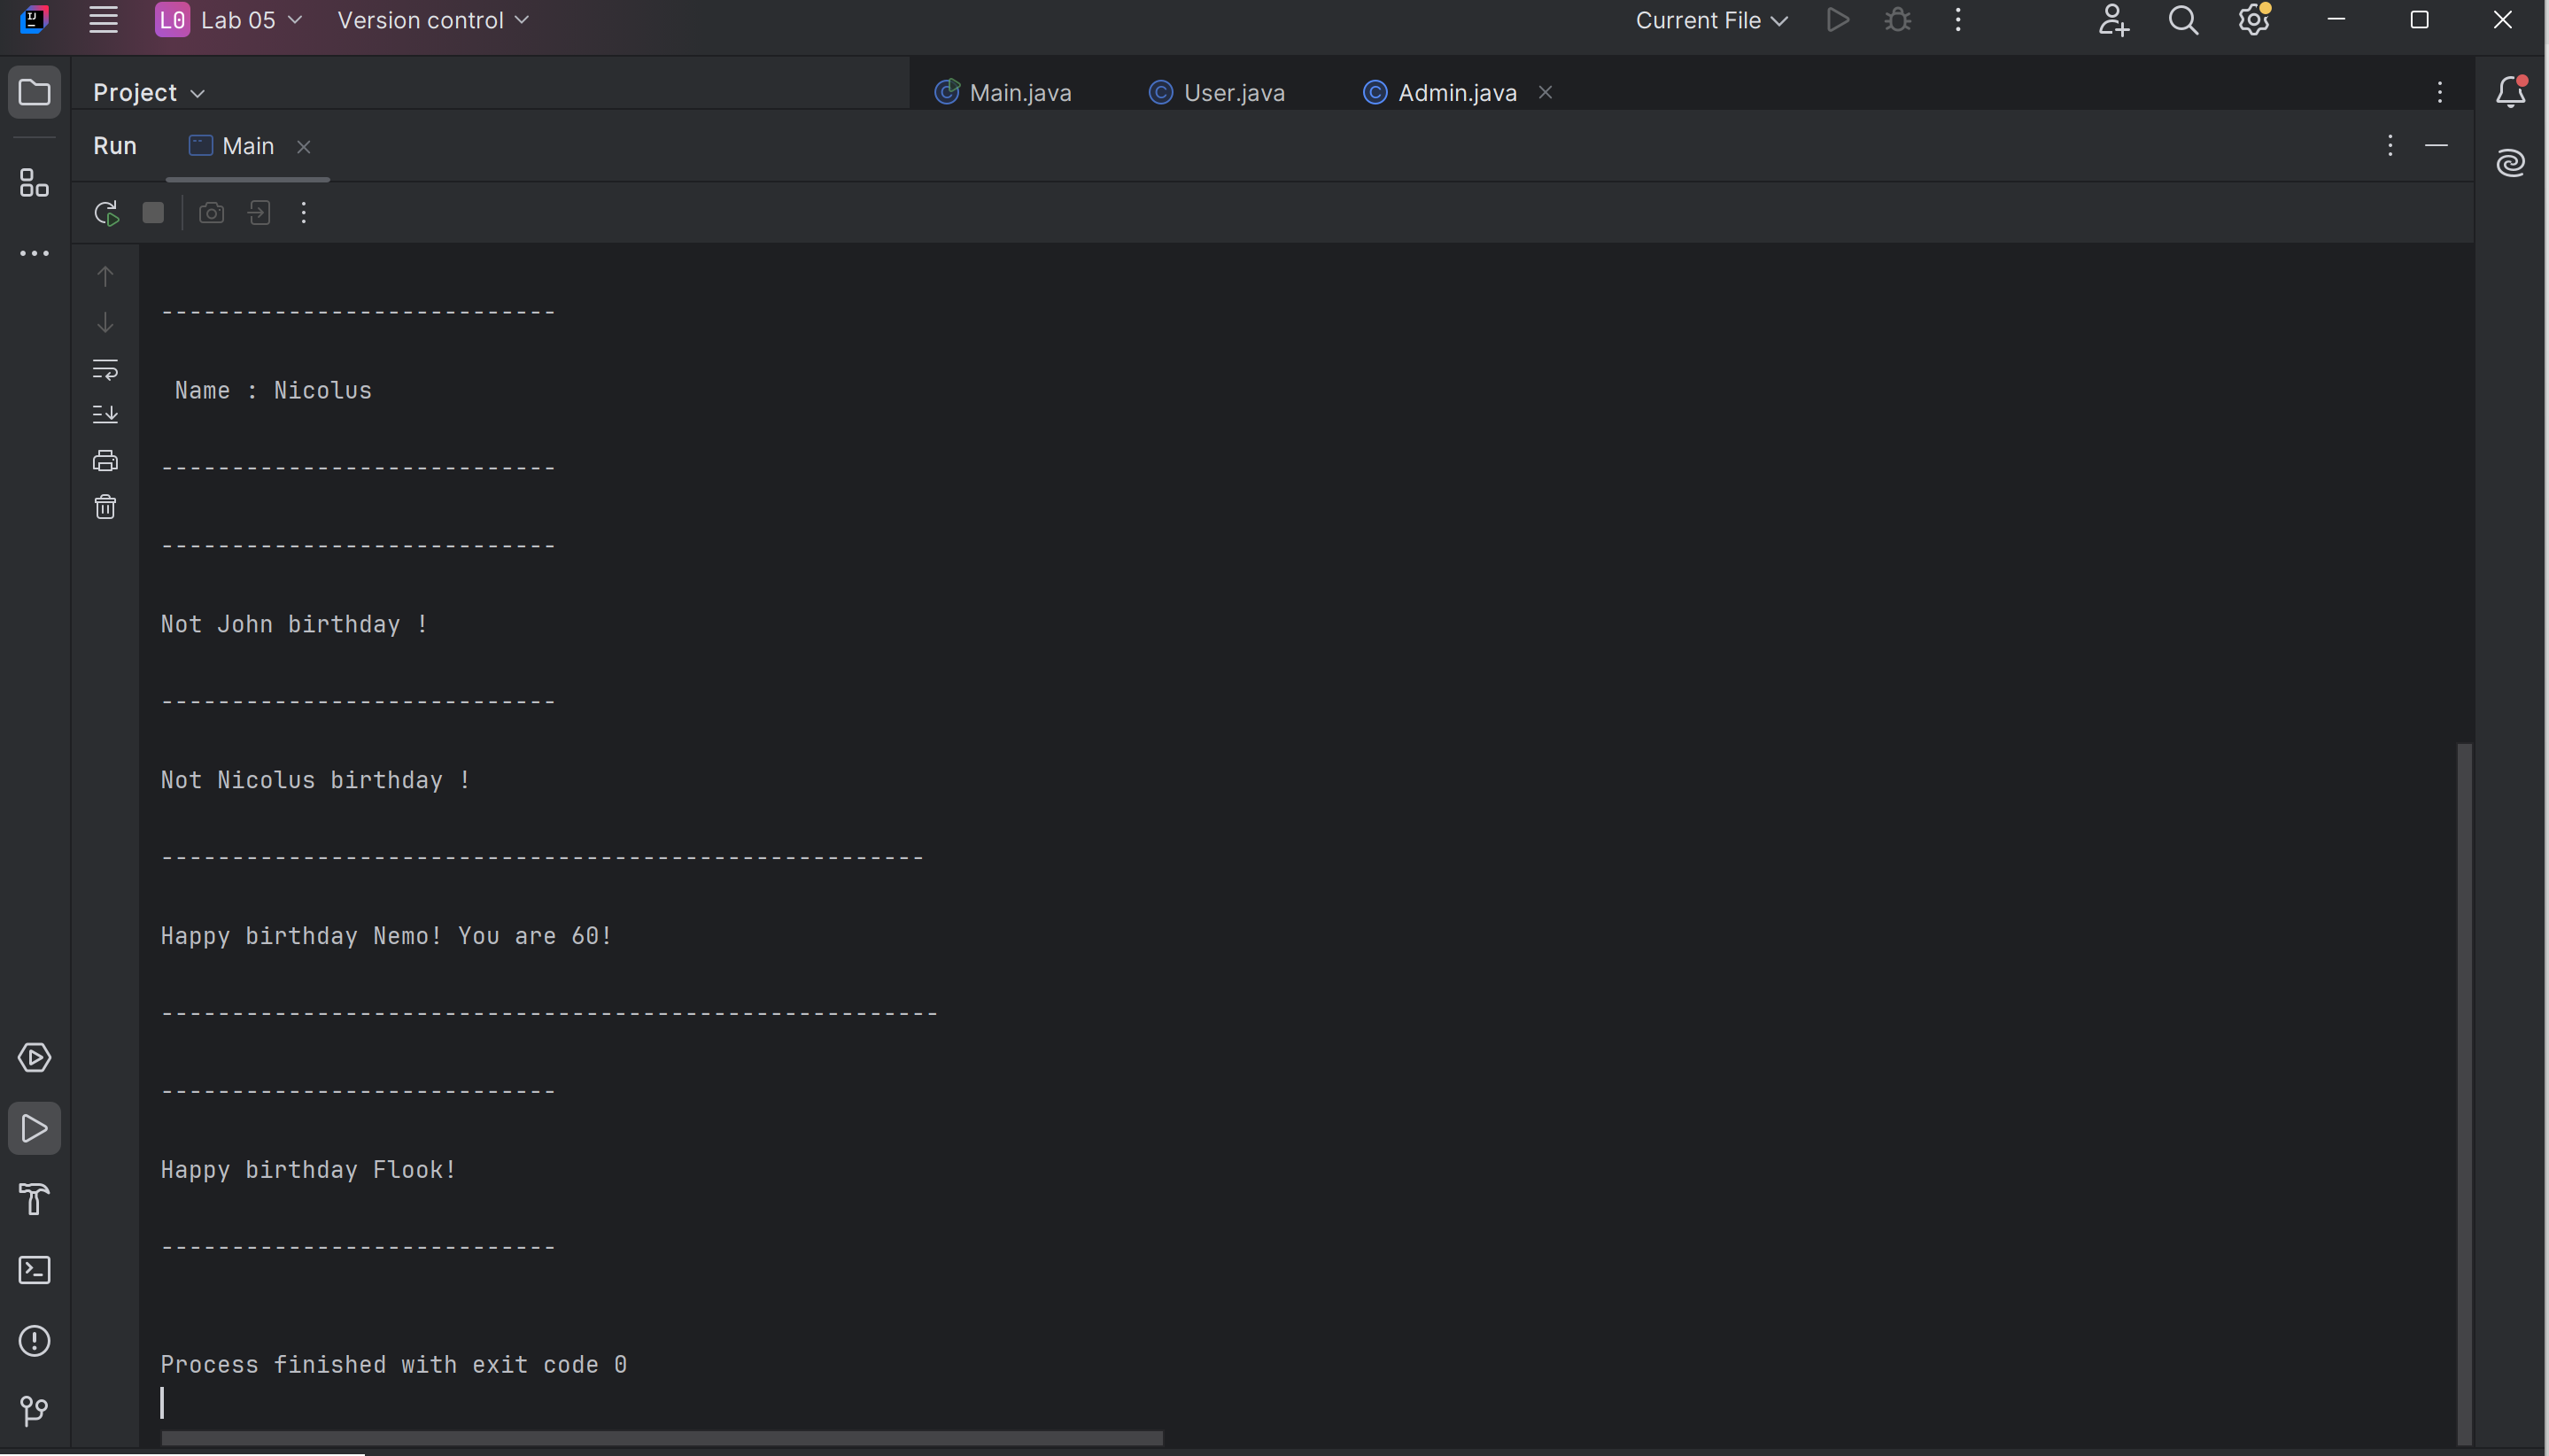 L0 Lab 05 Version control Current File
Project Main.java User.java Admin.java
Run Main
----------------------------
Name : Nicolus
----------------------------
----------------------------
Not John birthday !
----------------------------
Not Nicolus birthday !
------------------------------------------------------
Happy birthday Nemo! You are 60!
-------------------------------------------------------
----------------------------
Happy birthday Flook!
----------------------------
Process finished with exit code 0